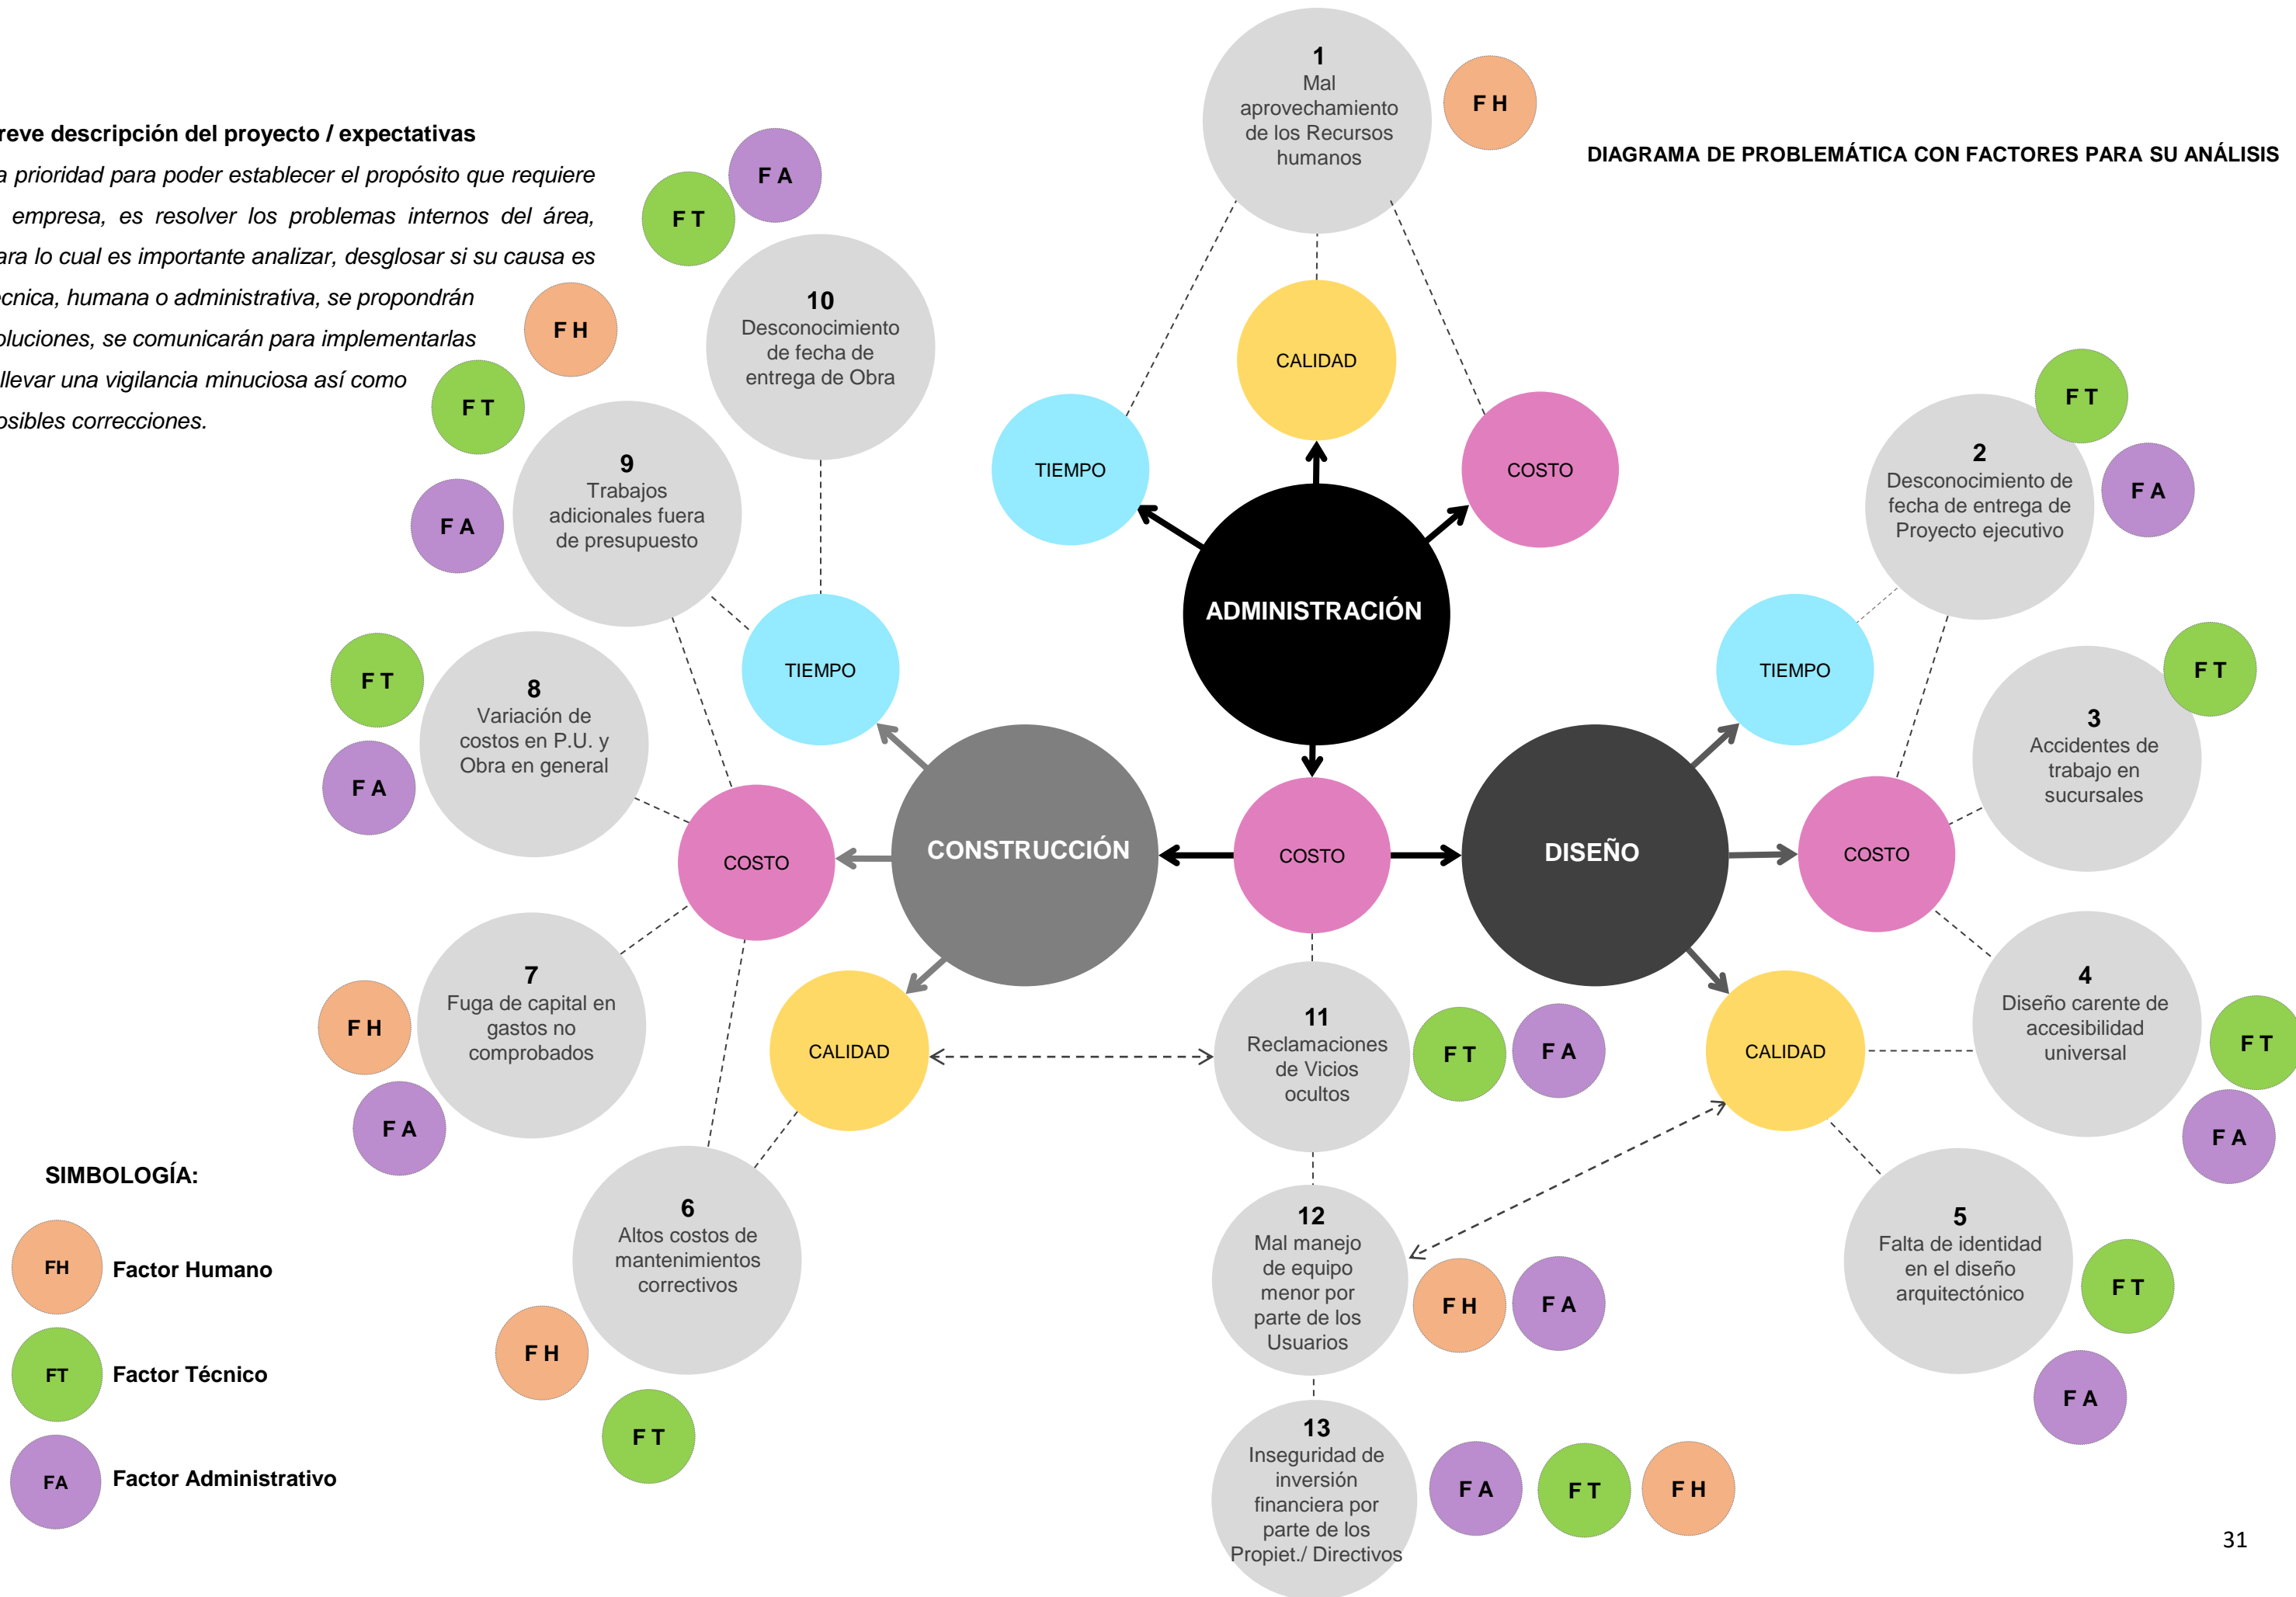 reve descripción del proyecto / expectativas
a prioridad para poder establecer el propósito que requiere
empresa, es resolver los problemas internos del área,
ara lo cual es importante analizar, desglosar si su causa es
cnica, humana o administrativa, se propondrán
oluciones, se comunicarán para implementarlas
llevar una vigilancia minuciosa así como
osibles correcciones.
DIAGRAMA DE PROBLEMÁTICA CON FACTORES PARA SU ANÁLISIS
1
Mal
aprovechamiento
de los Recursos
humanos
F H
TIEMPO
CALIDAD
COSTO
ADMINISTRACIÓN
COSTO
CONSTRUCCIÓN
DISEÑO
TIEMPO
COSTO
CALIDAD
2
Desconocimiento de
fecha de entrega de
Proyecto ejecutivo
F T
F A
3
Accidentes de
trabajo en
sucursales
F T
4
Diseño carente de
accesibilidad
universal
F T
F A
5
Falta de identidad
en el diseño
arquitectónico
F T
F A
TIEMPO
COSTO
CALIDAD
6
Altos costos de
mantenimientos
correctivos
F H
F T
7
Fuga de capital en
gastos no
comprobados
F H
F A
8
Variación de
costos en P.U. y
Obra en general
F T
F A
9
Trabajos
adicionales fuera
de presupuesto
F H
F T
F A
10
Desconocimiento
de fecha de
entrega de Obra
F T
F A
11
Reclamaciones
de Vicios
ocultos
F T
F A
12
Mal manejo
de equipo
menor por
parte de los
Usuarios
F H
F A
13
Inseguridad de
inversión
financiera por
parte de los
Propiet./ Directivos
F A
F T
F H
SIMBOLOGÍA:
FH Factor Humano
FT Factor Técnico
FA Factor Administrativo
31